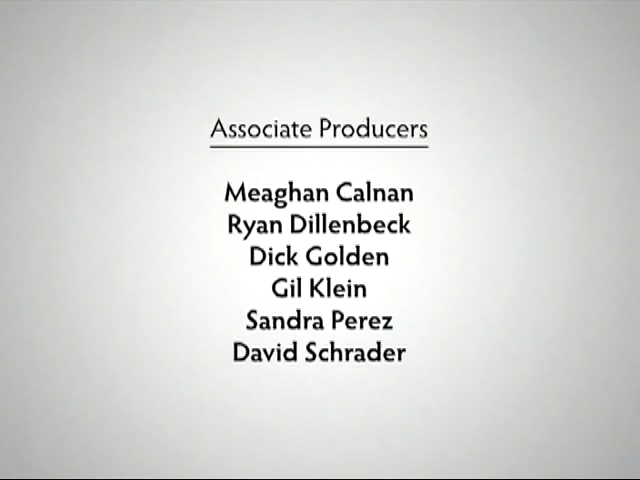 Associate Producers
Meaghan Calnan
Ryan Dillenbeck
Dick Golden
Gil Klein
Sandra Perez
David Schrader